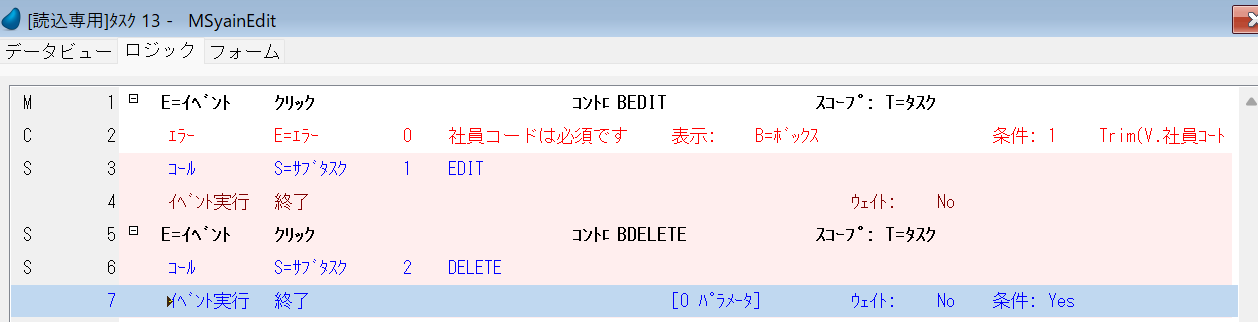 [読込専用]ﾀｽｸ 13 - MSyainEdit
データビュー ロジック フォーム
M 1 E=ｲﾍﾞﾝﾄ ｸﾘｯｸ ｺﾝﾄﾛ BEDIT ｽｺｰﾌﾟ: T=ﾀｽｸ
C 2 ｴﾗｰ E=ｴﾗｰ 0 社員コードは必須です 表示: B=ﾎﾞｯｸｽ 条件: 1 Trim(V.社員ｺｰﾄ
S 3 ｺｰﾙ S=ｻﾌﾞﾀｽｸ 1 EDIT
4 ｲﾍﾞﾝﾄ実行 終了 ｳｪｲﾄ: No
S 5 E=ｲﾍﾞﾝﾄ ｸﾘｯｸ ｺﾝﾄﾛ BDELETE ｽｺｰﾌﾟ: T=ﾀｽｸ
S 6 ｺｰﾙ S=ｻﾌﾞﾀｽｸ 2 DELETE
7 ｲﾍﾞﾝﾄ実行 終了 [0 ﾊﾟﾗﾒｰﾀ] ｳｪｲﾄ: No 条件: Yes